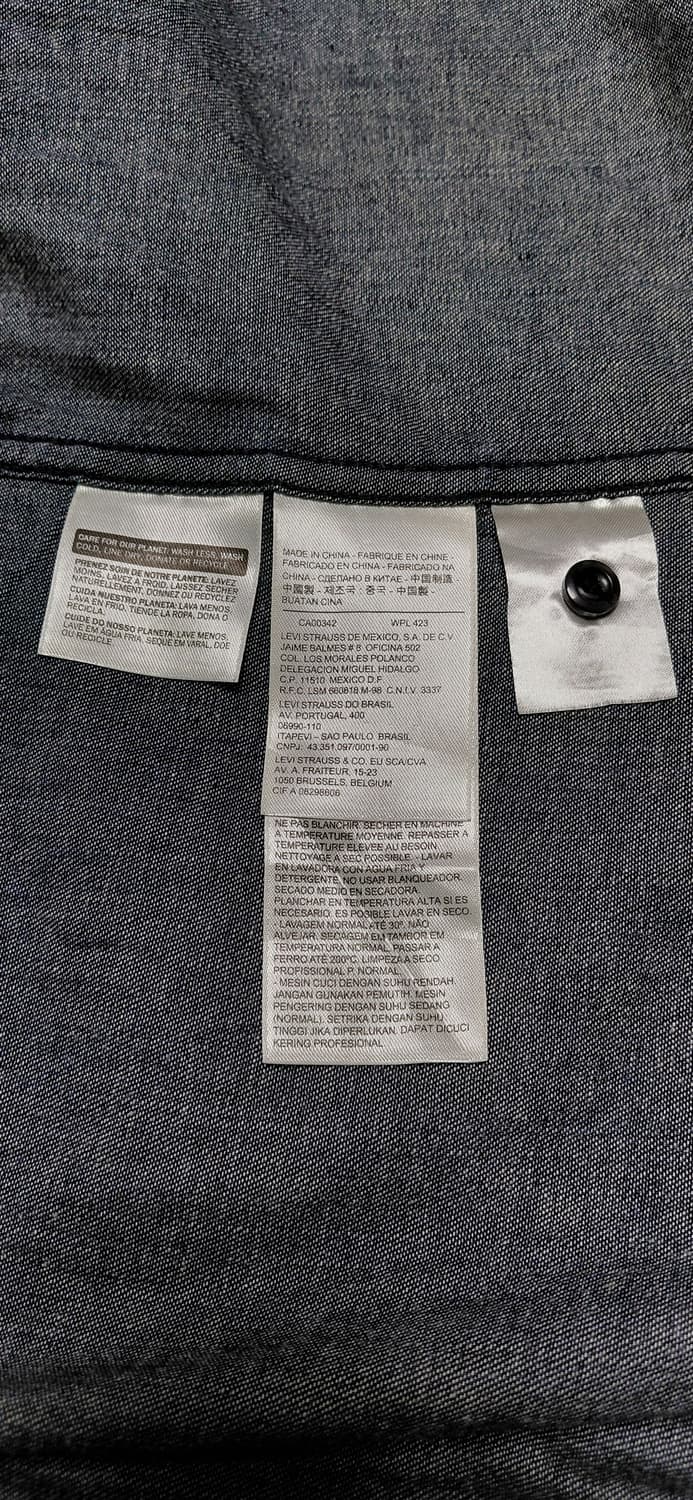 CARE FOR OUR PLANET: WASH LESS, WASH
COLD, LINE DRY, DONATE OR RECYCLE
PRENEZ SOIN DE NOTRE PLANETE: LAVEZ
MOINS, LAVEZ A FROID, LAISSEZ SECHER
NATURELLEMENT, DONNEZ OU RECYCLEZ
CUIDA NUESTRO PLANETA: LAVA MENOS,
LAVA EN FRIO, TIENDE LA ROPA, DONA O
RECICLA
CUIDE DO NOSSO PLANETA: LAVE MENOS,
LAVE EM ÁGUA FRIA, SEQUE EM VARAL, DOE
OU RECICLE
MADE IN CHINA - FABRIQUE EN CHINE -
FABRICADO EN CHINA - FABRICADO NA
CHINA - СДЕЛАНО В КИТАЕ - 中国制造
中國製 - 제조국 : 중국 - 中国製 -
BUATAN CINA
CA00342 WPL 423
LEVI STRAUSS DE MEXICO, S.A. DE C.V
JAIME BALMES # 8 OFICINA 502
COL. LOS MORALES POLANCO
DELEGACION MIGUEL HIDALGO
C.P. 11510 MEXICO D.F.
R.F.C. LSM 660818 M-98 C.N.I.V. 3337
LEVI STRAUSS DO BRASIL
AV. PORTUGAL, 400
06690-110
ITAPEVI – SAO PAULO BRASIL
CNPJ: 43.351.097/0001-90
LEVI STRAUSS & CO. EU SCA/CVA
AV. A. FRAITEUR, 15-23
1050 BRUSSELS, BELGIUM
CIF A 08298806
NE PAS BLANCHIR. SECHER EN MACHINE
A TEMPERATURE MOYENNE. REPASSER A
TEMPERATURE ELEVEE AU BESOIN
NETTOYAGE A SEC POSSIBLE. - LAVAR
EN LAVADORA CON AGUA FRIA Y
DETERGENTE. NO USAR BLANQUEADOR.
SECADO MEDIO EN SECADORA.
PLANCHAR EN TEMPERATURA ALTA SI ES
NECESARIO. ES POSIBLE LAVAR EN SECO.
- LAVAGEM NORMAL ATÉ 30º. NÃO
ALVEJAR. SECAGEM EM TAMBOR EM
TEMPERATURA NORMAL. PASSAR A
FERRO ATÉ 200ºC. LIMPEZA A SECO
PROFISSIONAL P. NORMAL.
- MESIN CUCI DENGAN SUHU RENDAH.
JANGAN GUNAKAN PEMUTIH. MESIN
PENGERING DENGAN SUHU SEDANG
(NORMAL). SETRIKA DENGAN SUHU
TINGGI JIKA DIPERLUKAN. DAPAT DICUCI
KERING PROFESIONAL.